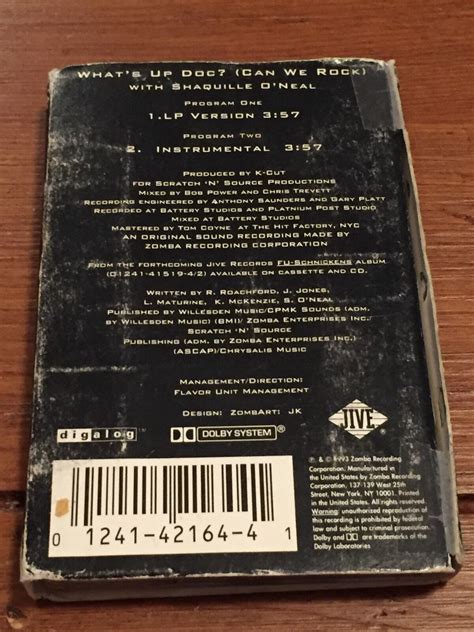 WHAT'S UP DOC? (CAN WE ROCK)
WITH SHAQUILLE O'NEAL
PROGRAM ONE
1.LP VERSION 3:57
PROGRAM TWO
2. INSTRUMENTAL 3:57
PRODUCED BY K-CUT
FOR SCRATCH 'N' SOURCE PRODUCTIONS
MIXED BY BOB POWER AND CHRIS TREVETT
RECORDING ENGINEERED BY ANTHONY SAUNDERS AND GARY PLATT
RECORDED AT BATTERY STUDIOS AND PLATNIUM POST STUDIO
MIXED AT BATTERY STUDIOS
MASTERED BY TOM COYNE AT THE HIT FACTORY, NYC
AN ORIGINAL SOUND RECORDING MADE BY
ZOMBA RECORDING CORPORATION
FROM THE FORTHCOMING JIVE RECORDS FU-SCHNICKENS ALBUM
(01241-41519-4/2) AVAILABLE ON CASSETTE AND CD.
WRITTEN BY R. ROACHFORD, J. JONES,
L. MATURINE, K. MCKENZIE, S. O'NEAL
PUBLISHED BY WILLESDEN MUSIC/CPMK SOUNDS (ADM.
BY WILLESDEN MUSIC) (BMI)/ ZOMBA ENTERPRISES INC./
SCRATCH 'N' SOURCE
PUBLISHING (ADM. BY ZOMBA ENTERPRISES INC.)
(ASCAP)/CHRYSALIS MUSIC
MANAGEMENT/DIRECTION:
FLAVOR UNIT MANAGEMENT
DESIGN: ZOMBART: JK
digalog
DOLBY SYSTEM
JIVE
℗ & © 1993 Zomba Recording
Corporation. Manufactured in
the United States by Zomba Recording
Corporation, 137-139 West 25th
Street, New York, NY 10001. Printed
in the United States. All rights reserved.
Warning: unauthorized reproduction of
this recording is prohibited by federal
law and subject to criminal prosecution.
Dolby and are trademarks of the
Dolby Laboratories
0 1241-42164-4 1